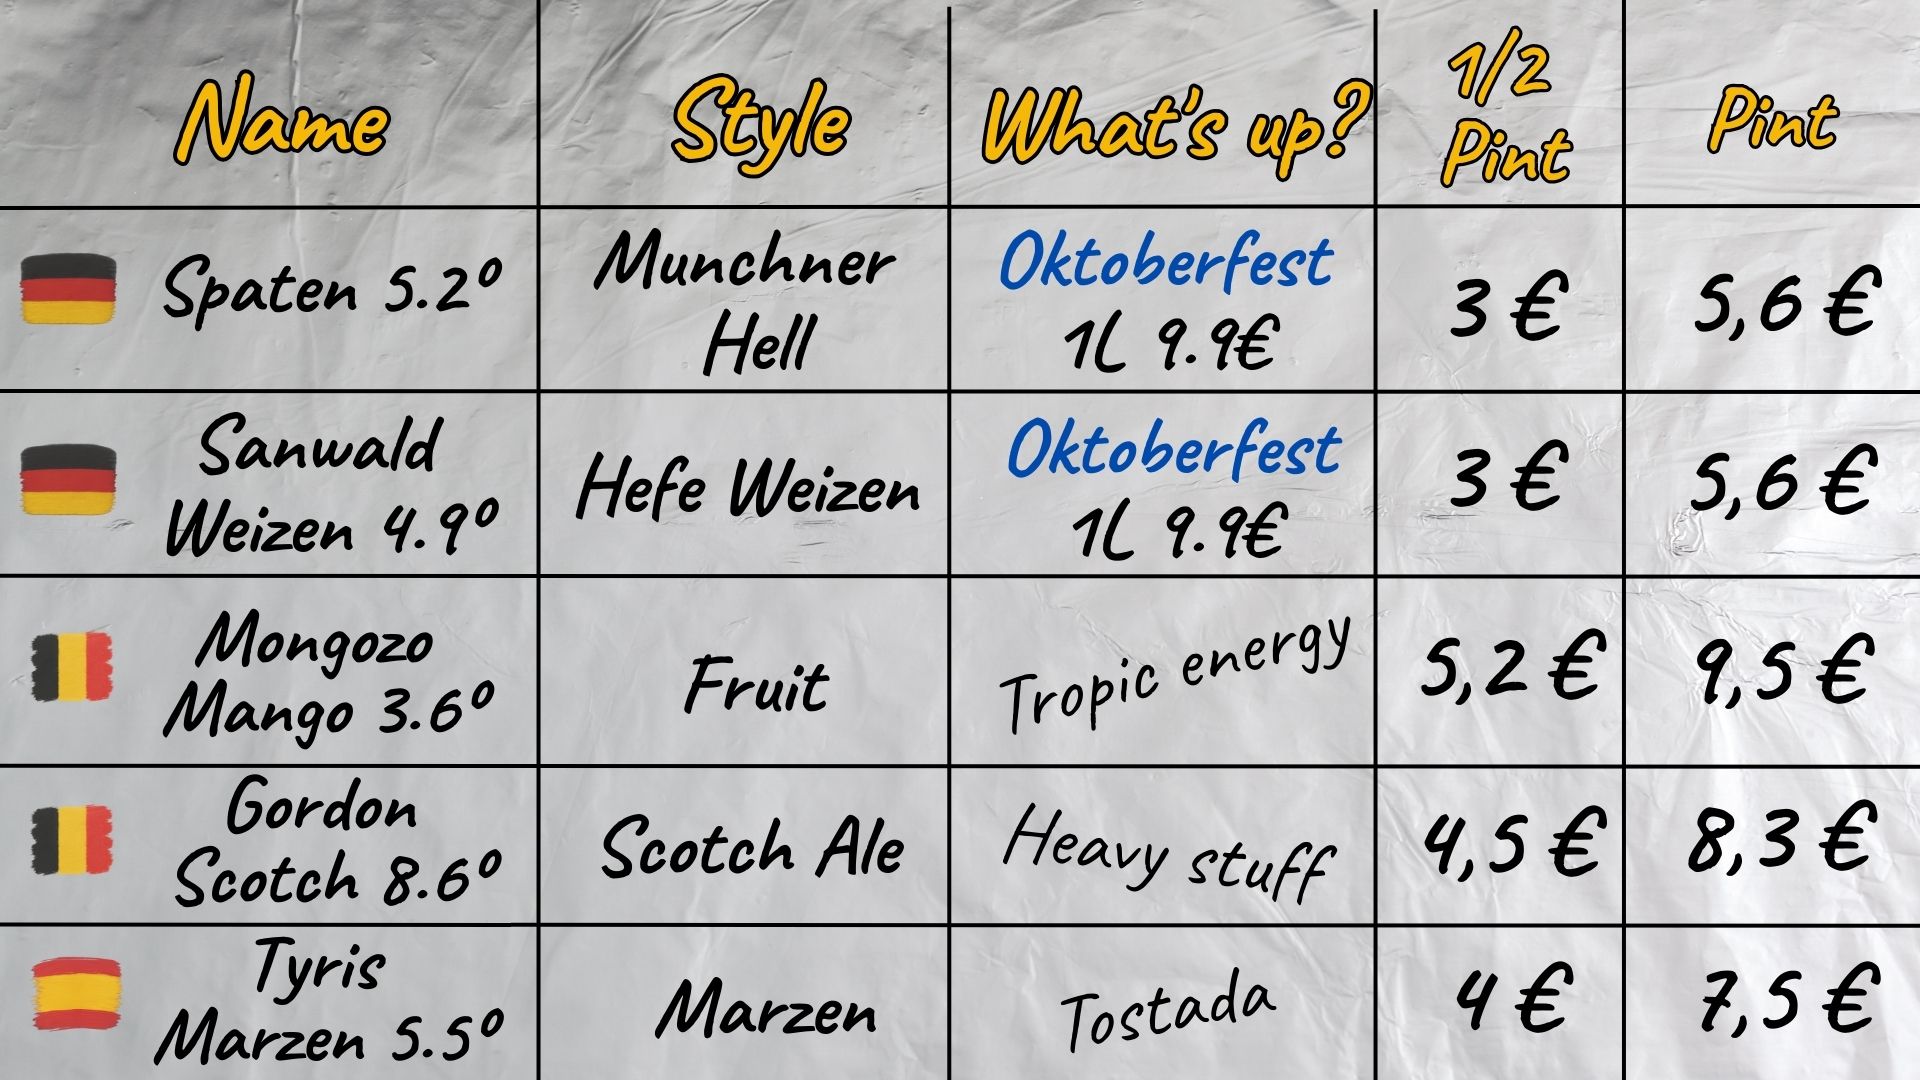 Name Style What's up? 1/2 Pint Pint
Spaten 5.2º Munchner Hell Oktoberfest 1L 9.9€ 3 € 5,6 €
Sanwald Weizen 4.9º Hefe Weizen Oktoberfest 1L 9.9€ 3 € 5,6 €
Mongozo Mango 3.6º Fruit Tropic energy 5,2 € 9,5 €
Gordon Scotch 8.6º Scotch Ale Heavy stuff 4,5 € 8,3 €
Tyris Marzen 5.5º Marzen Tostada 4 € 7,5 €